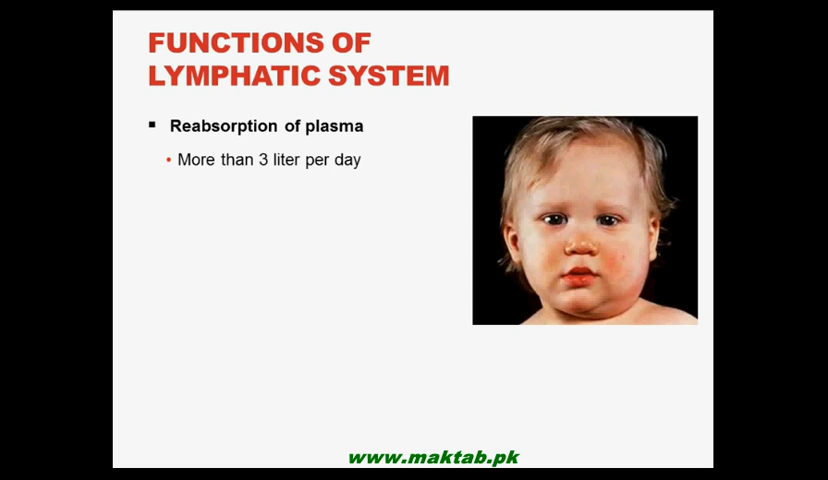 FUNCTIONS OF
LYMPHATIC SYSTEM
Reabsorption of plasma
More than 3 liter per day
www.maktab.pk